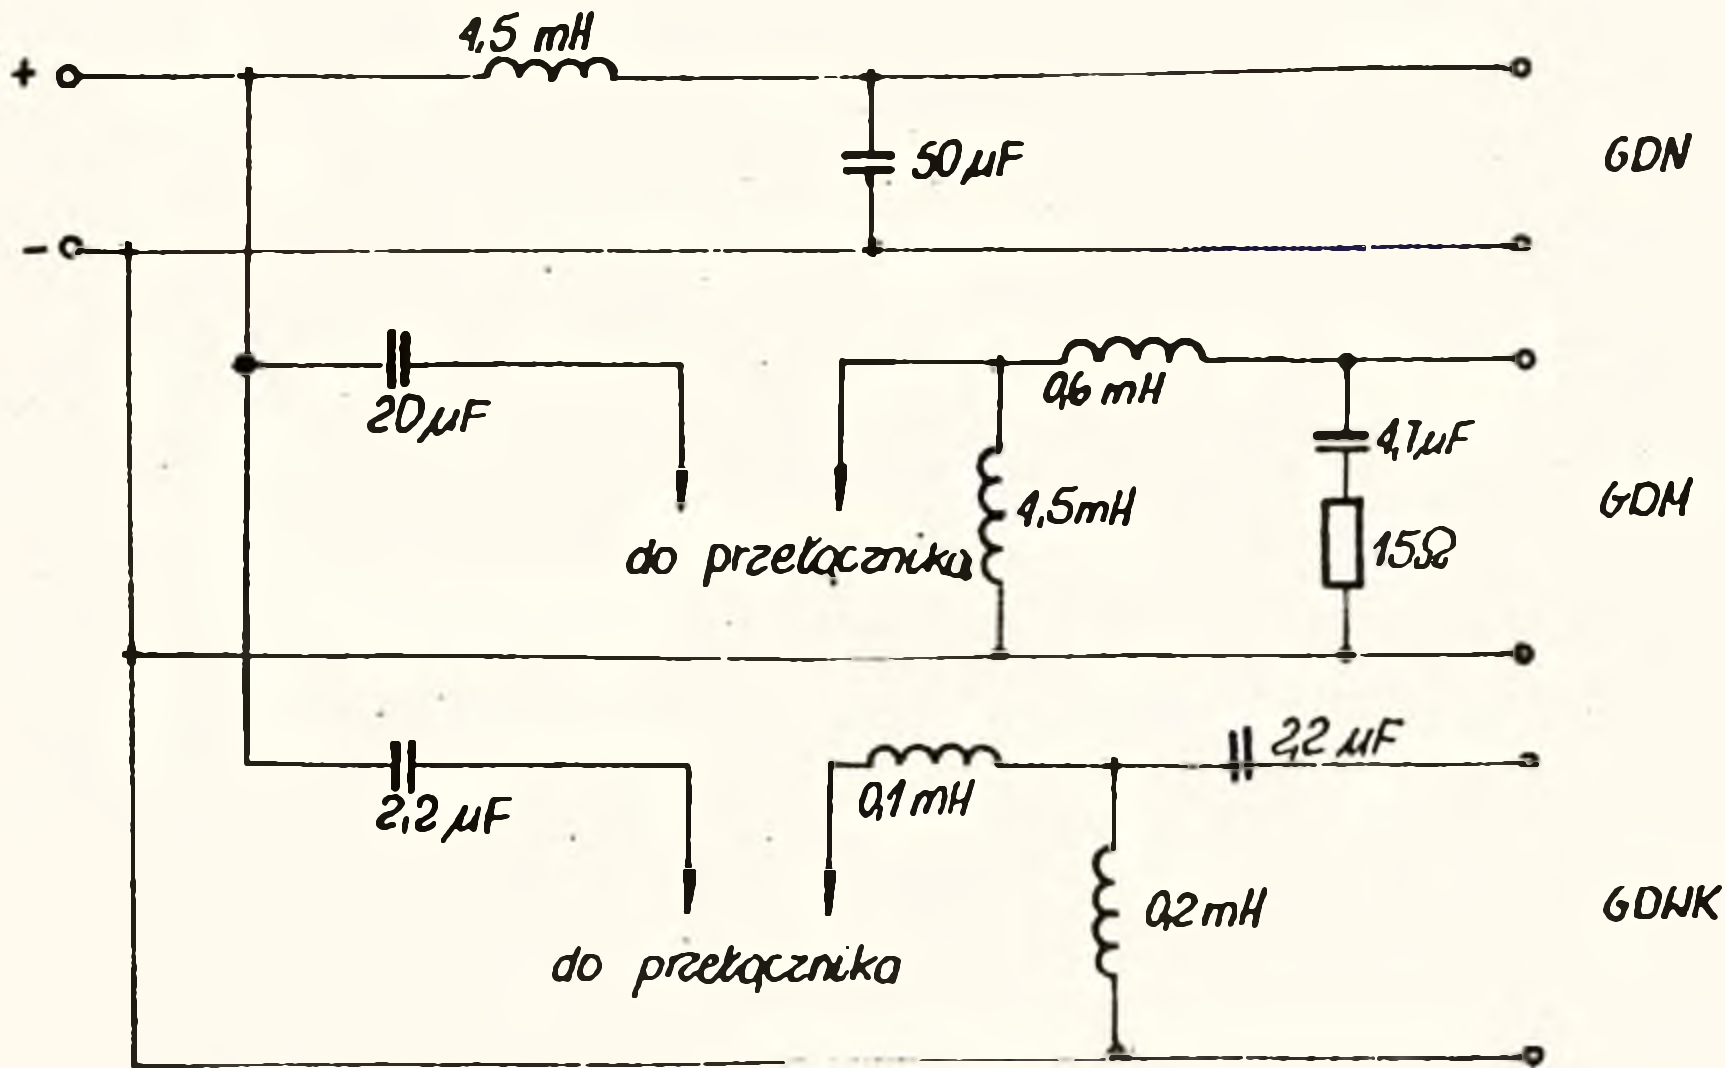 4,5 mH
+
50 µF
GDN
-
0,6 mH
20 µF
4,7 µF
4,5 mH
GDM
15Ω
do przełącznika
2,2 µF
2,2 µF
0,1 mH
0,2 mH
GDWK
do przełącznika